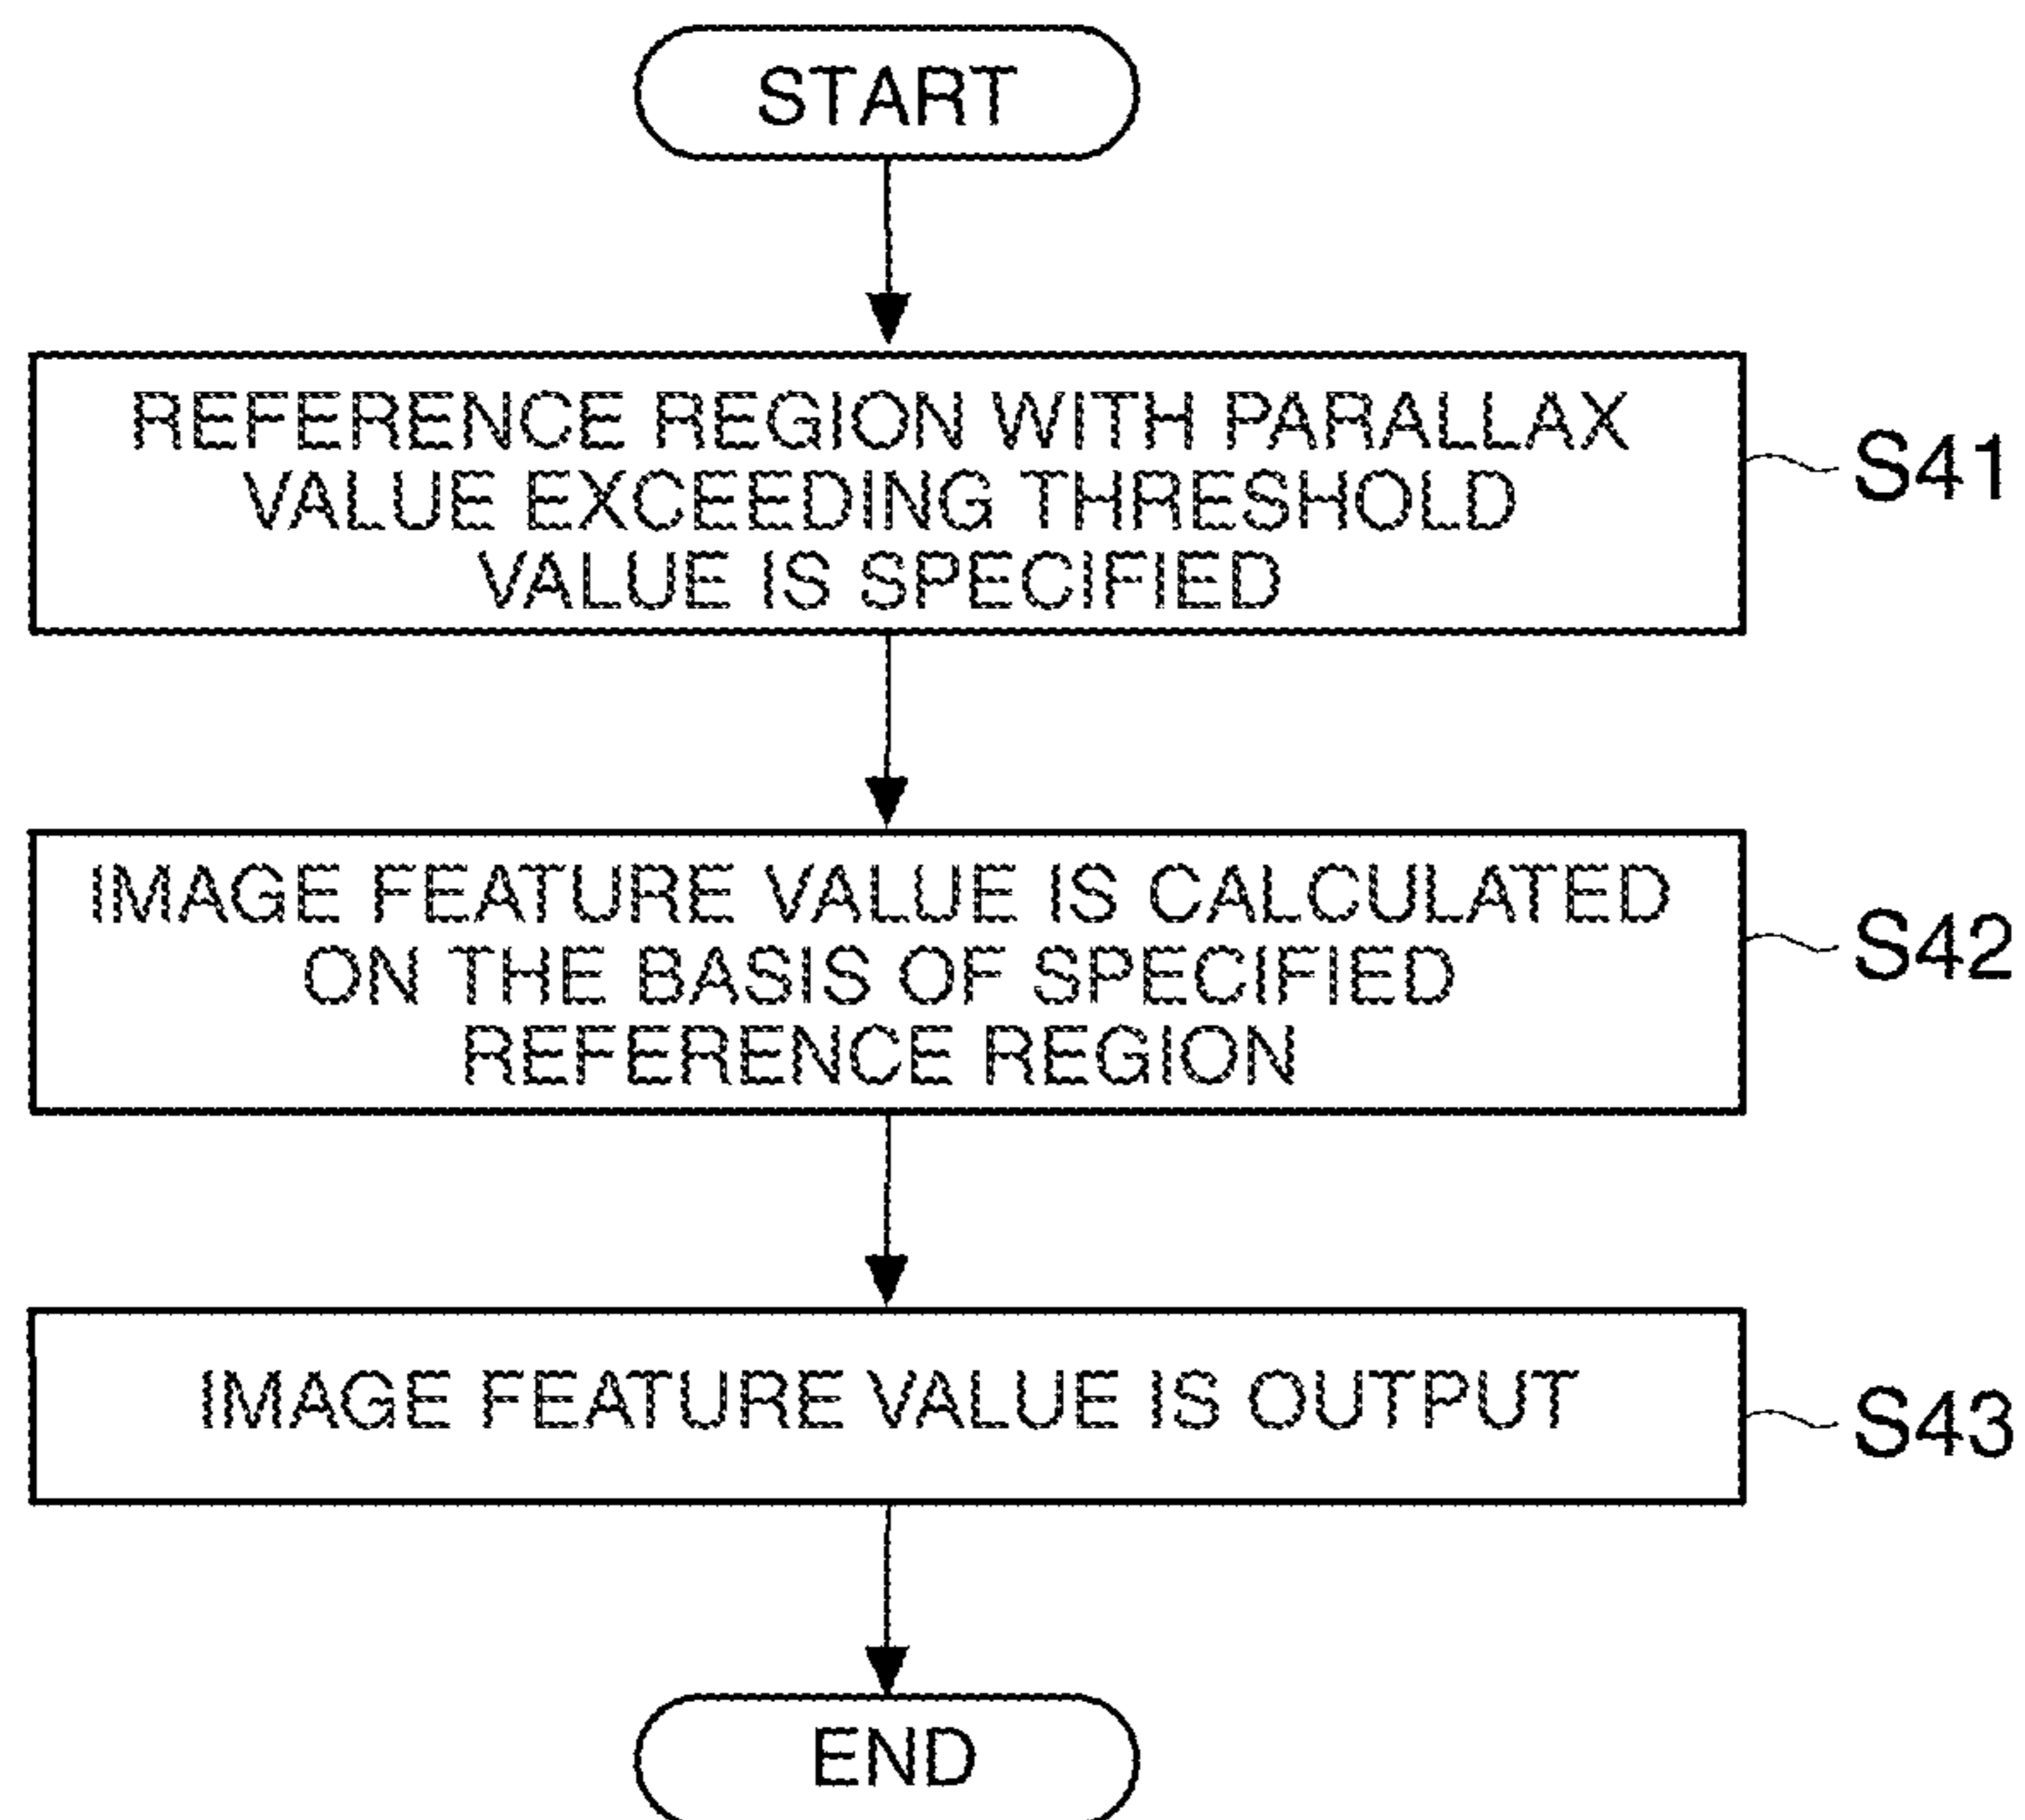 START
REFERENCE REGION WITH PARALLAX
VALUE EXCEEDING THRESHOLD
VALUE IS SPECIFIED
S41
IMAGE FEATURE VALUE IS CALCULATED
ON THE BASIS OF SPECIFIED
REFERENCE REGION
S42
IMAGE FEATURE VALUE IS OUTPUT
S43
END